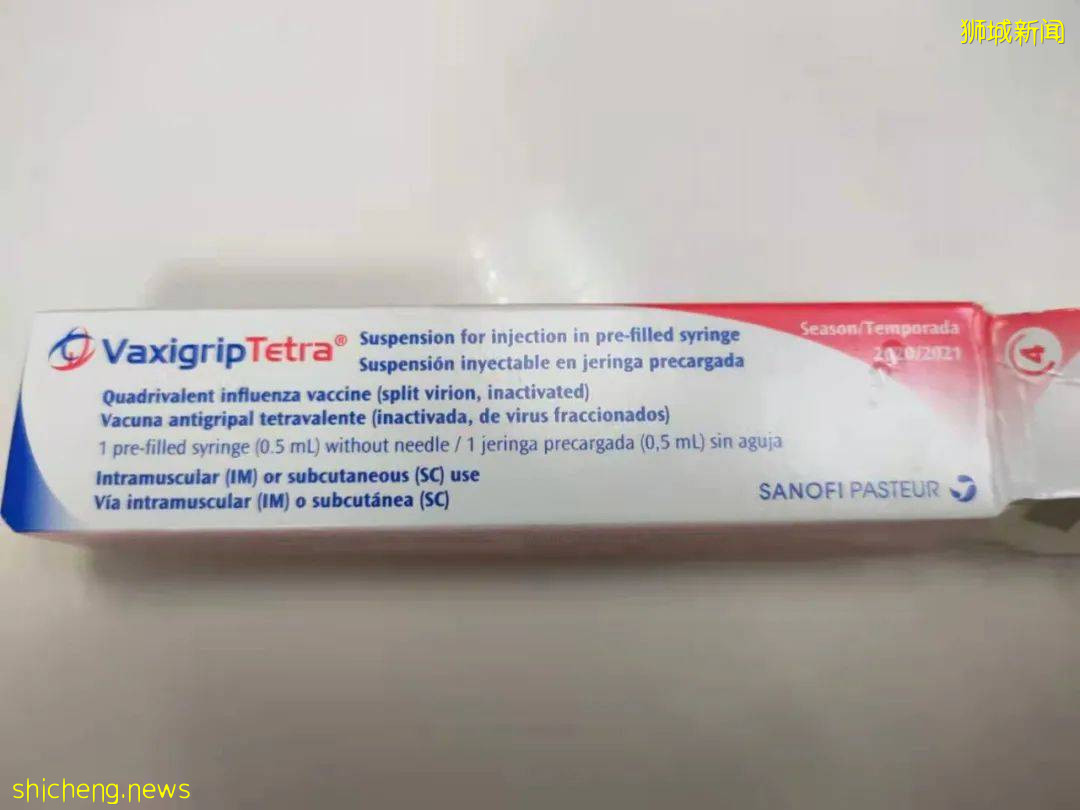 狮城新闻
VaxigripTetra®
Suspension for injection in pre-filled syringe
Suspensión inyectable en jeringa precargada
Season/Temporada
2020/2021
4
Quadrivalent influenza vaccine (split virion, inactivated)
Vacuna antigripal tetravalente (inactivada, de virus fraccionados)
1 pre-filled syringe (0.5 mL) without needle / 1 jeringa precargada (0,5 mL) sin aguja
Intramuscular (IM) or subcutaneous (SC) use
Vía intramuscular (IM) o subcutánea (SC)
SANOFI PASTEUR
shicheng.news